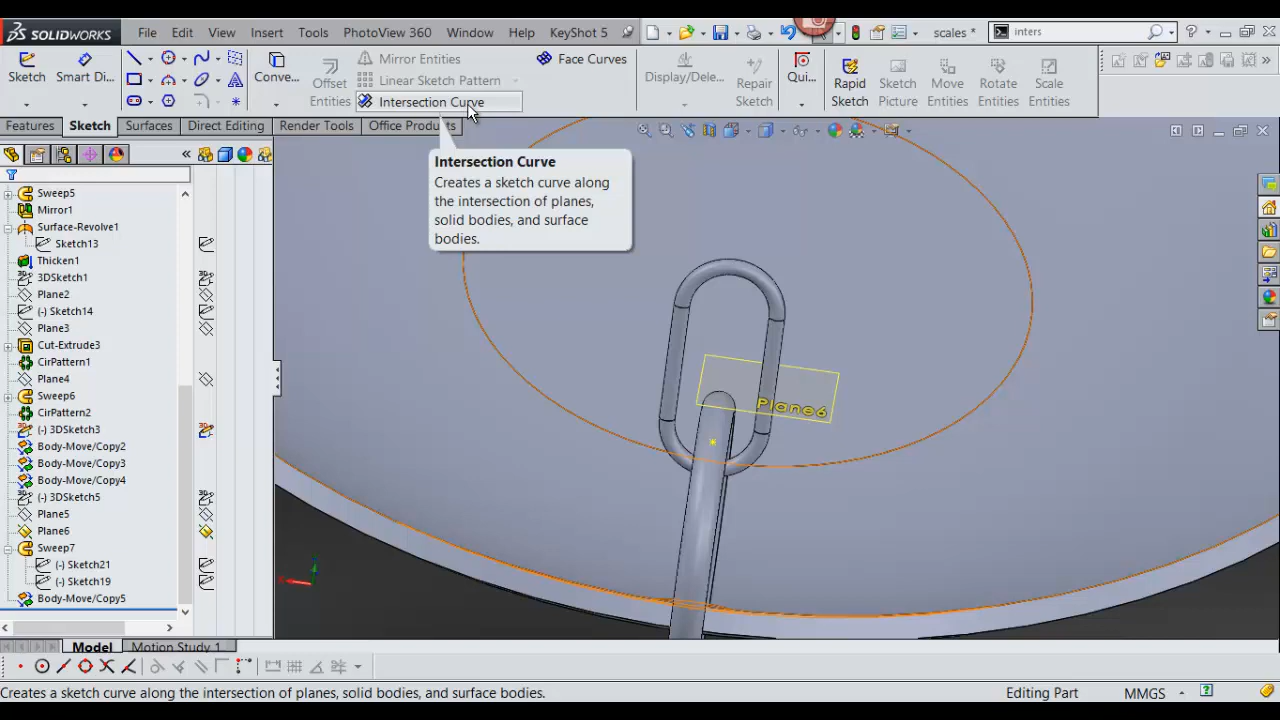 SOLIDWORKS File Edit View Insert Tools PhotoView 360 Window Help KeyShot 5 scales * inters
Sketch Smart Di... Conve... Offset Entities Mirror Entities Linear Sketch Pattern Intersection Curve Face Curves Display/Dele... Repair Sketch Qui... Rapid Sketch Sketch Picture Move Entities Rotate Entities Scale Entities
Features Sketch Surfaces Direct Editing Render Tools Office Products
Intersection Curve
Creates a sketch curve along
the intersection of planes,
solid bodies, and surface
bodies.
Sweep5
Mirror1
Surface-Revolve1
Sketch13
Thicken1
3DSketch1
Plane2
(-) Sketch14
Plane3
Cut-Extrude3
CirPattern1
Plane4
Sweep6
CirPattern2
(-) 3DSketch3
Body-Move/Copy2
Body-Move/Copy3
Body-Move/Copy4
(-) 3DSketch5
Plane5
Plane6
Sweep7
(-) Sketch21
(-) Sketch19
Body-Move/Copy5
Plane6
Model Motion Study 1
Creates a sketch curve along the intersection of planes, solid bodies, and surface bodies. Editing Part MMGS